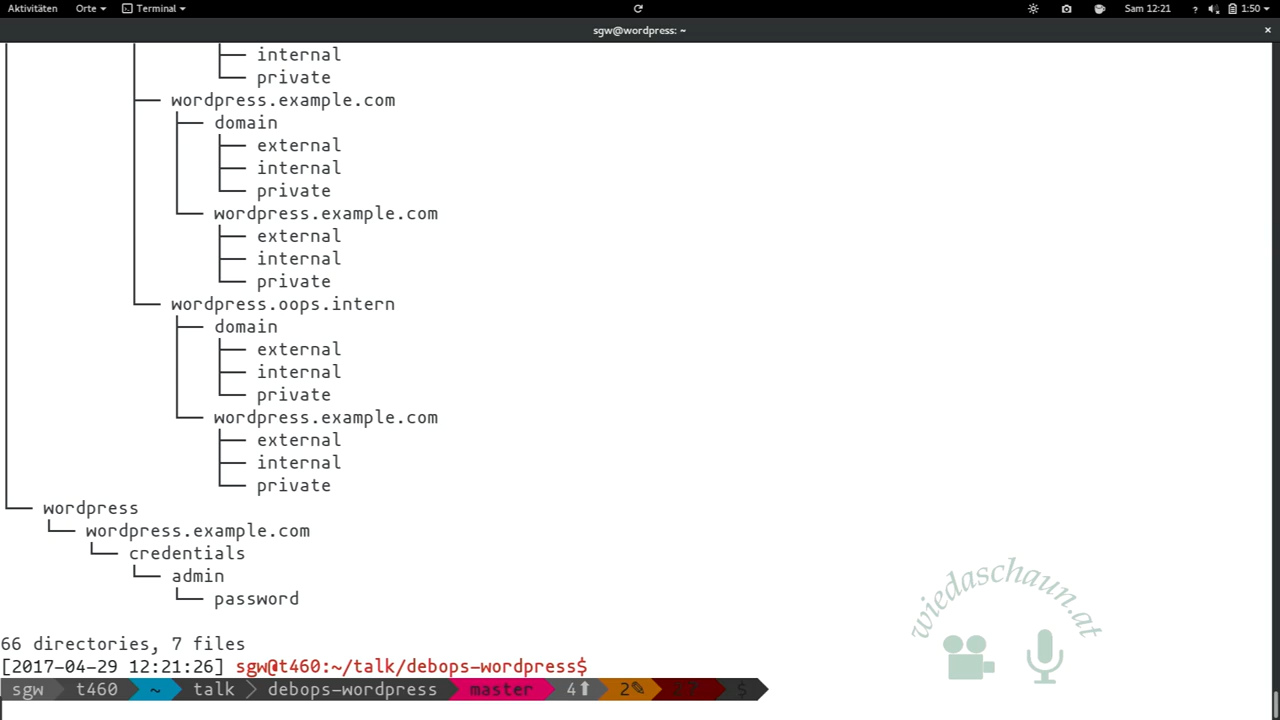 Aktivitäten Orte Terminal Sam 12:21 ? 1:50
sgw@wordpress: ~ ×
├── internal
└── private
├── wordpress.example.com
├── domain
├── external
├── internal
└── private
└── wordpress.example.com
├── external
├── internal
└── private
└── wordpress.oops.intern
├── domain
├── external
├── internal
└── private
└── wordpress.example.com
├── external
├── internal
└── private
└── wordpress
└── wordpress.example.com
└── credentials
└── admin
└── password
66 directories, 7 files
[2017-04-29 12:21:26] sgw@t460:~/talk/debops-wordpress$
sgw t460 ~ talk debops-wordpress master 4⬆ 2✎ $
wiedaschaun.at